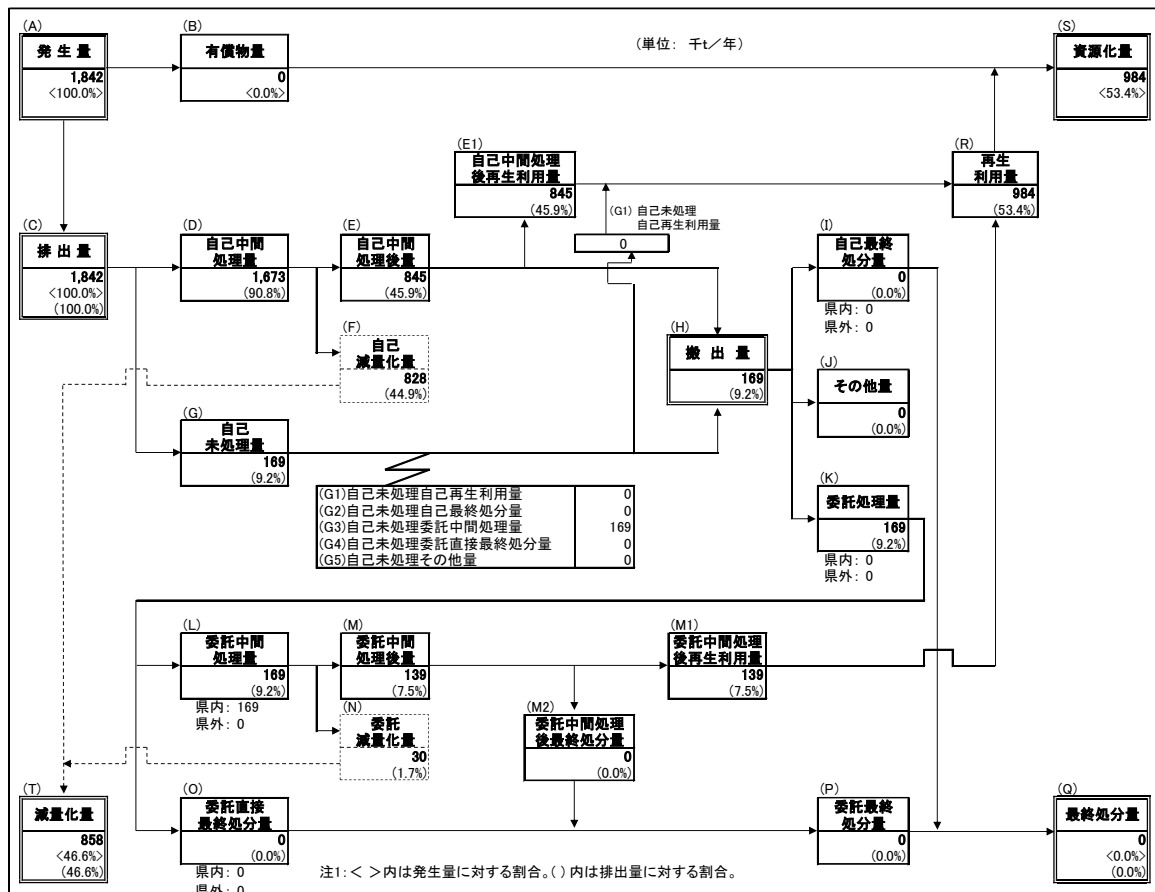 (A)
発 生 量
1,842
<100.0%>
(B)
有償物量
0
<0.0%>
(単位： 千t／年)
(S)
資源化量
984
<53.4%>
(E1)
自己中間処理
後再生利用量
845
(45.9%)
(R)
再生
利用量
984
(53.4%)
(G1) 自己未処理
自己再生利用量
0
(C)
排 出 量
1,842
<100.0%>
(100.0%)
(D)
自己中間
処理量
1,673
(90.8%)
(E)
自己中間
処理後量
845
(45.9%)
(I)
自己最終
処分量
0
(0.0%)
県内： 0
県外： 0
(F)
自己
減量化量
828
(44.9%)
(H)
搬 出 量
169
(9.2%)
(J)
その他量
0
(0.0%)
(G)
自己
未処理量
169
(9.2%)
(G1)自己未処理自己再生利用量 0
(G2)自己未処理自己最終処分量 0
(G3)自己未処理委託中間処理量 169
(G4)自己未処理委託直接最終処分量 0
(G5)自己未処理その他量 0
(K)
委託処理量
169
(9.2%)
県内： 0
県外： 0
(L)
委託中間
処理量
169
(9.2%)
県内： 169
県外： 0
(M)
委託中間
処理後量
139
(7.5%)
(M1)
委託中間処理
後再生利用量
139
(7.5%)
(N)
委託
減量化量
30
(1.7%)
(M2)
委託中間処理
後最終処分量
0
(0.0%)
(T)
減量化量
858
<46.6%>
(46.6%)
(O)
委託直接
最終処分量
0
(0.0%)
県内： 0
県外： 0
(P)
委託最終
処分量
0
(0.0%)
(Q)
最終処分量
0
<0.0%>
(0.0%)
注1：＜ ＞内は発生量に対する割合。( )内は排出量に対する割合。